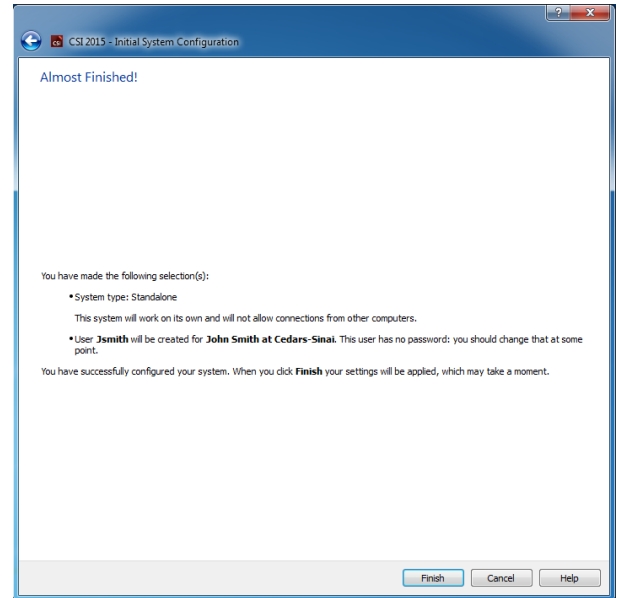 ?
CSI 2015 - Initial System Configuration
Almost Finished!
You have made the following selection(s):
• System type: Standalone
This system will work on its own and will not allow connections from other computers.
• User Jsmith will be created for John Smith at Cedars-Sinai. This user has no password: you should change that at some
point.
You have successfully configured your system. When you click Finish your settings will be applied, which may take a moment.
Finish Cancel Help